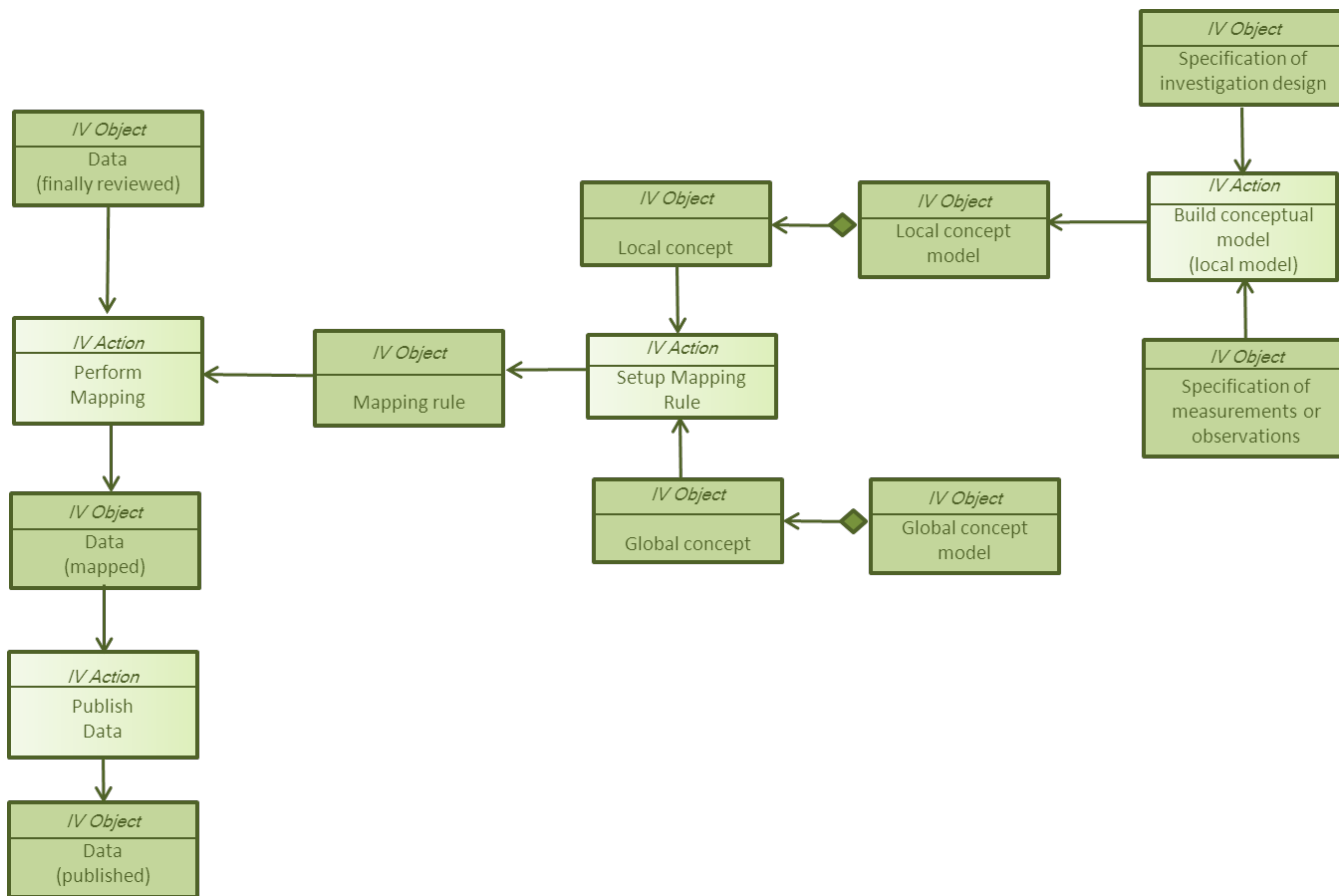 IV Object
Specification of
investigation design
IV Object
Data
(finally reviewed)
IV Object
Local concept
IV Object
Local concept
model
IV Action
Build conceptual
model
(local model)
IV Action
Perform
Mapping
IV Object
Mapping rule
IV Action
Setup Mapping
Rule
IV Object
Specification of
measurements or
observations
IV Object
Data
(mapped)
IV Object
Global concept
IV Object
Global concept
model
IV Action
Publish
Data
IV Object
Data
(published)